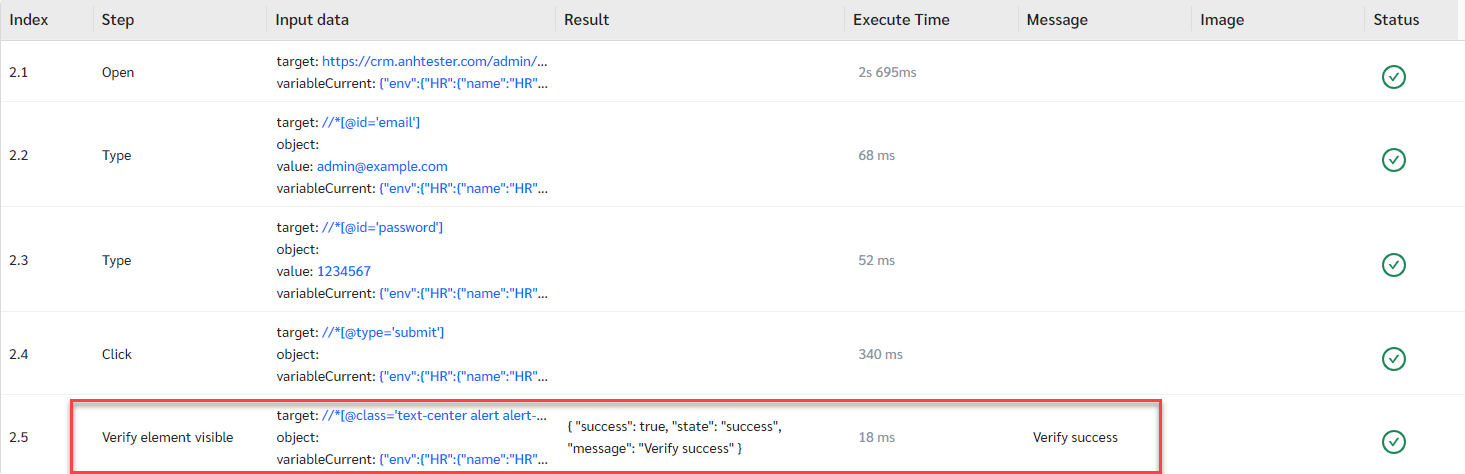 Index Step Input data Result Execute Time Message Image Status
2.1 Open target: https://crm.anhtester.com/admin/... 2s 695ms
variableCurrent: {"env":{"HR":{"name":"HR"...
target: //*[@id='email']
object:
2.2 Type value: admin@example.com 68 ms
variableCurrent: {"env":{"HR":{"name":"HR"...
target: //*[@id='password']
object:
2.3 Type value: 1234567 52 ms
variableCurrent: {"env":{"HR":{"name":"HR"...
target: //*[@type='submit']
2.4 Click object: 340 ms
variableCurrent: {"env":{"HR":{"name":"HR"...
target: //*[@class='text-center alert alert-...
2.5 Verify element visible object: { "success": true, "state": "success", "message": "Verify success" } 18 ms Verify success
variableCurrent: {"env":{"HR":{"name":"HR"...